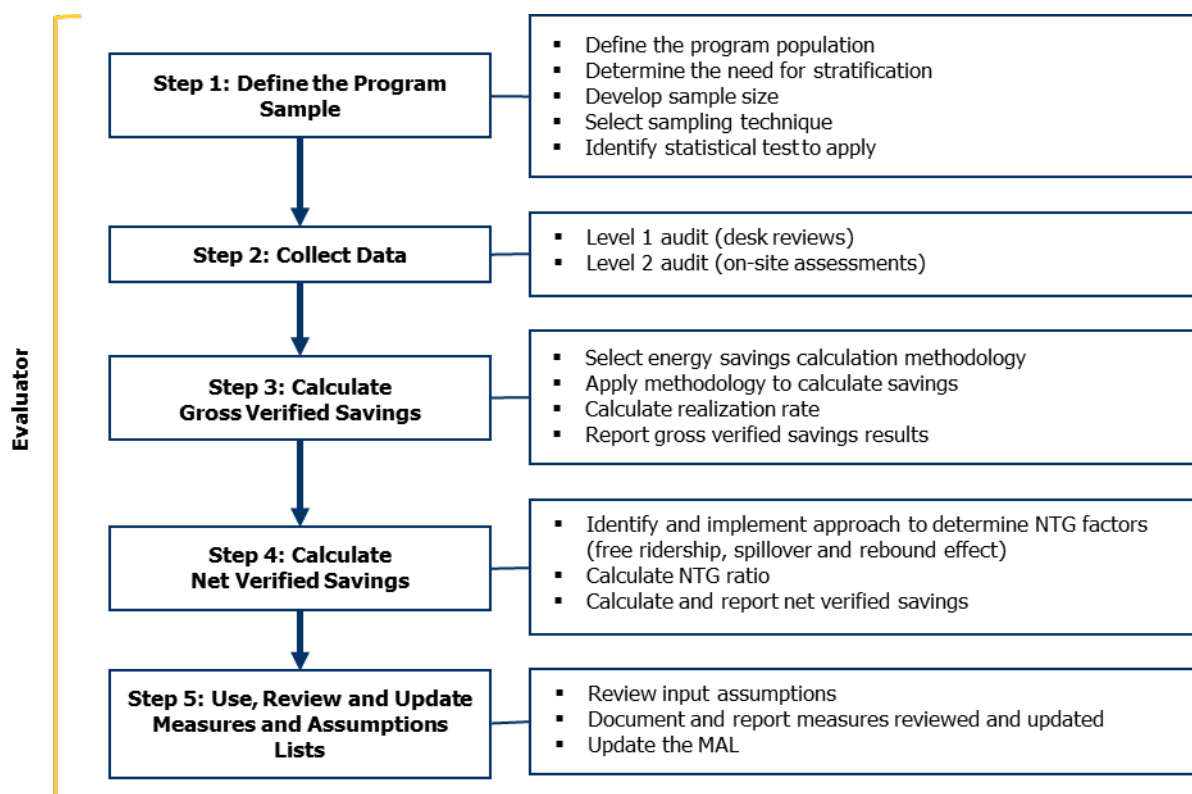 Evaluator
Step 1: Define the Program
Sample
▪ Define the program population
▪ Determine the need for stratification
▪ Develop sample size
▪ Select sampling technique
▪ Identify statistical test to apply
Step 2: Collect Data
▪ Level 1 audit (desk reviews)
▪ Level 2 audit (on-site assessments)
Step 3: Calculate
Gross Verified Savings
▪ Select energy savings calculation methodology
▪ Apply methodology to calculate savings
▪ Calculate realization rate
▪ Report gross verified savings results
Step 4: Calculate
Net Verified Savings
▪ Identify and implement approach to determine NTG factors
(free ridership, spillover and rebound effect)
▪ Calculate NTG ratio
▪ Calculate and report net verified savings
Step 5: Use, Review and Update
Measures and Assumptions
Lists
▪ Review input assumptions
▪ Document and report measures reviewed and updated
▪ Update the MAL